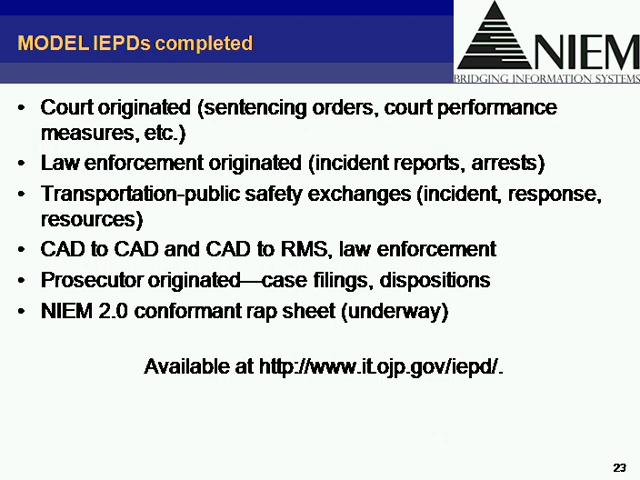 MODEL IEPDs completed
NIEM
BRIDGING INFORMATION SYSTEMS
• Court originated (sentencing orders, court performance
measures, etc.)
• Law enforcement originated (incident reports, arrests)
• Transportation-public safety exchanges (incident, response,
resources)
• CAD to CAD and CAD to RMS, law enforcement
• Prosecutor originated—case filings, dispositions
• NIEM 2.0 conformant rap sheet (underway)
Available at http://www.it.ojp.gov/iepd/.
23